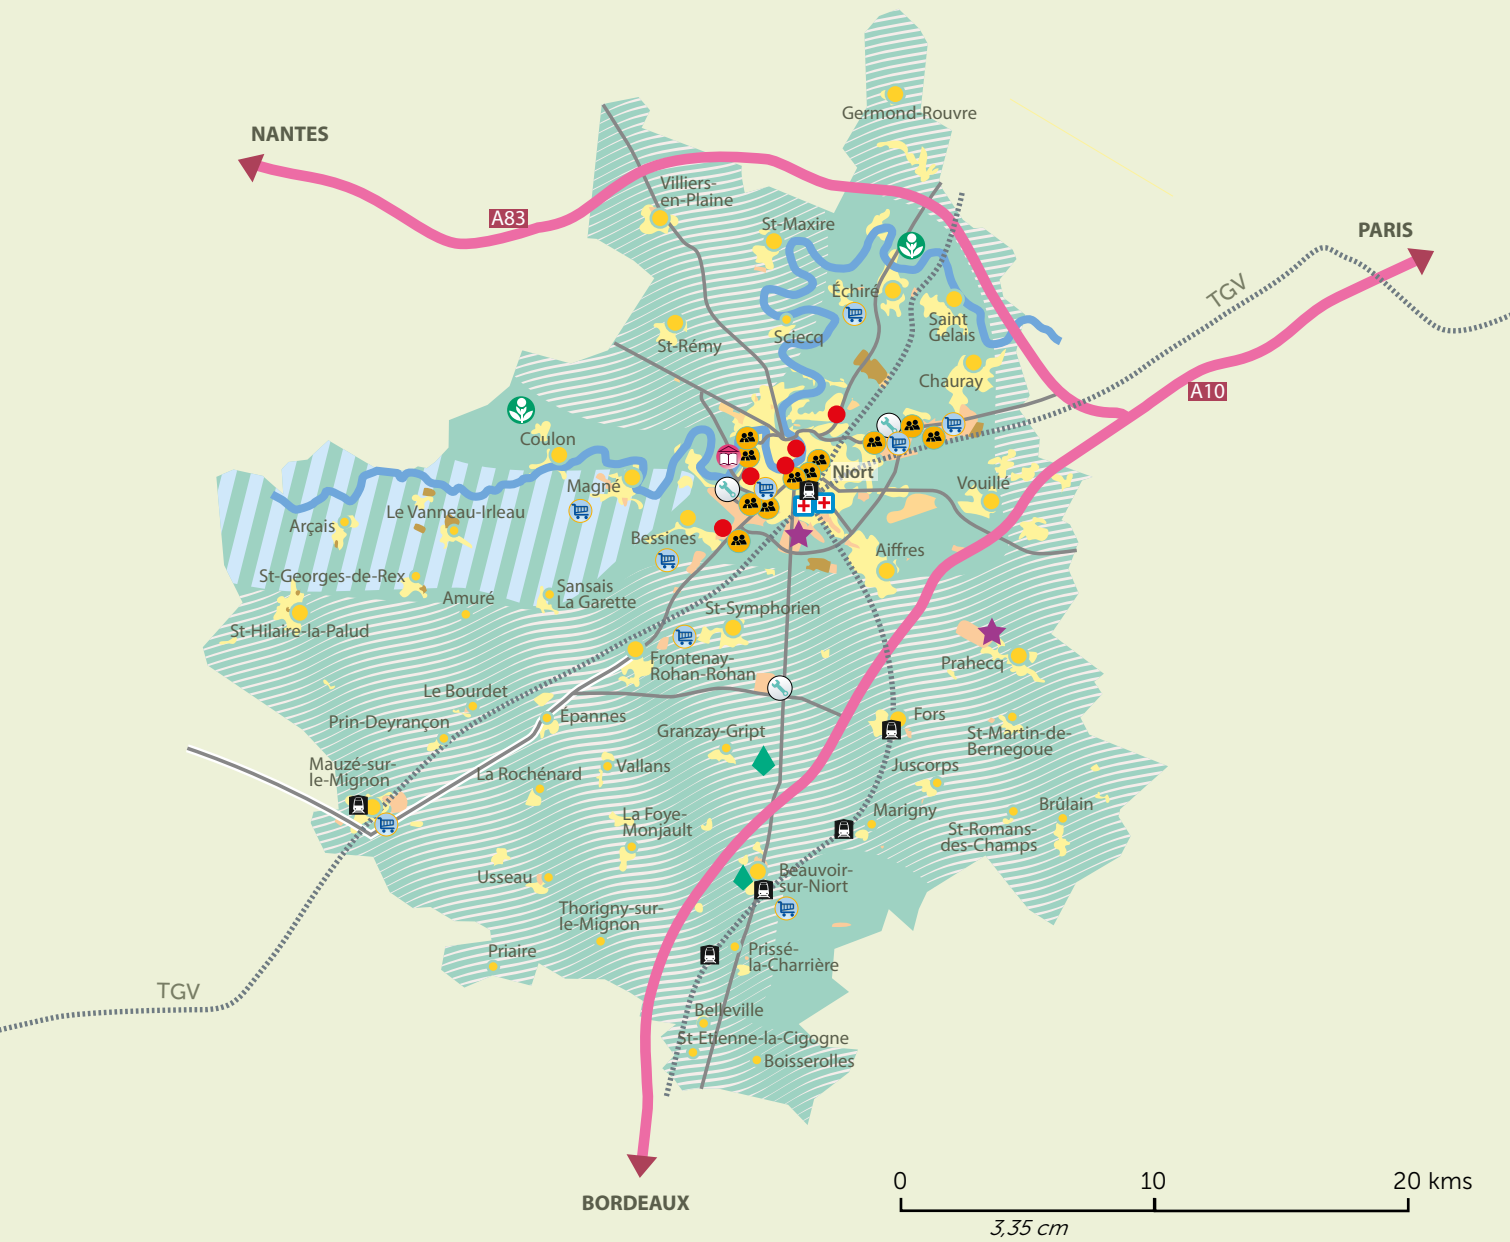 Germond-Rouvre
NANTES
Villiers-
en-Plaine
A83
St-Maxire
PARIS
TGV
Échiré
Saint
Gelais
Sciecq
St-Rémy
Chauray
A10
Coulon
Niort
Magné
Vouillé
Le Vanneau-Irleau
Arçais
Bessines
Aiffres
St-Georges-de-Rex
Sansais
La Garette
Amuré
St-Symphorien
St-Hilaire-la-Palud
Frontenay-
Rohan-Rohan
Prahecq
Le Bourdet
Prin-Deyrançon
Épannes
Fors
Granzay-Gript
St-Martin-de-
Bernegoue
Mauzé-sur-
le-Mignon
La Rochénard
Vallans
Juscorps
Brûlain
Marigny
La Foye-
Monjault
St-Romans-
des-Champs
Usseau
Beauvoir-
sur-Niort
Thorigny-sur-
le-Mignon
Priaire
Prissé-
la-Charrière
TGV
Belleville
St-Etienne-la-Cigogne
Boisserolles
BORDEAUX
0 10 20 kms
3,35 cm